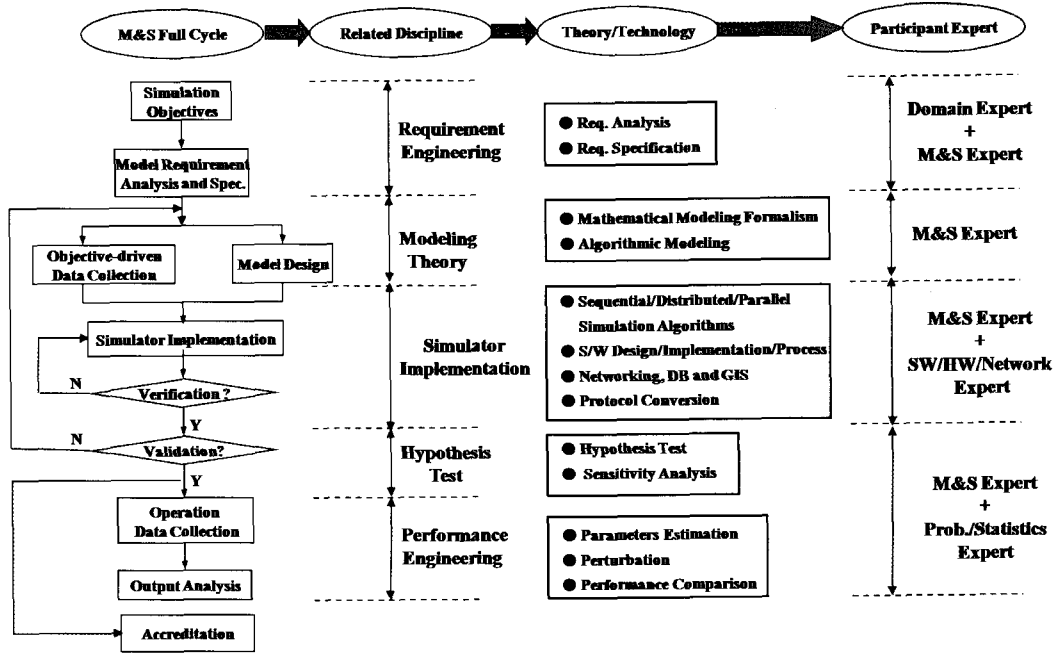 M&S Full Cycle
Related Discipline
Theory/Technology
Participant Expert
Simulation
Objectives
Model Requirement
Analysis and Spec.
Objective-driven
Data Collection
Model Design
Simulator Implementation
N
Verification ?
Y
N
Validation?
Y
Operation
Data Collection
Output Analysis
Accreditation
Requirement
Engineering
Modeling
Theory
Simulator
Implementation
Hypothesis
Test
Performance
Engineering
● Req. Analysis
● Req. Specification
● Mathematical Modeling Formalism
● Algorithmic Modeling
● Sequential/Distributed/Parallel
Simulation Algorithms
● S/W Design/Implementation/Process
● Networking, DB and GIS
● Protocol Conversion
● Hypothesis Test
● Sensitivity Analysis
● Parameters Estimation
● Perturbation
● Performance Comparison
Domain Expert
+
M&S Expert
M&S Expert
M&S Expert
+
SW/HW/Network
Expert
M&S Expert
+
Prob./Statistics
Expert